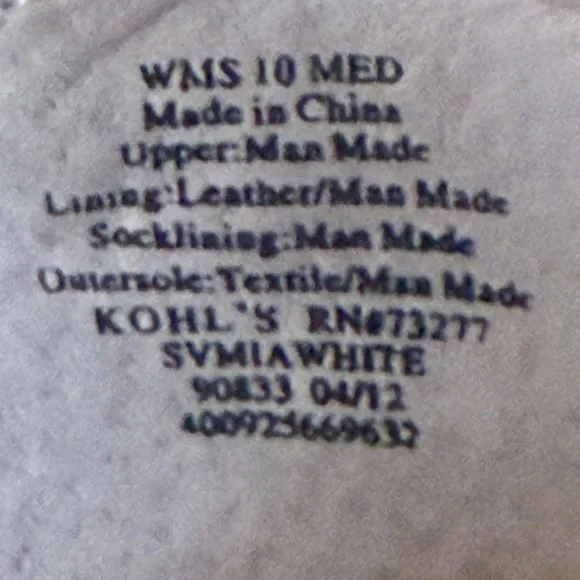 WMS 10 MED
Made in China
Upper:Man Made
Lining:Leather/Man Made
Socklining:Man Made
Outersole:Textile/Man Made
KOHL'S RN#73277
SVMIAWHITE
90833 04/12
400925669632